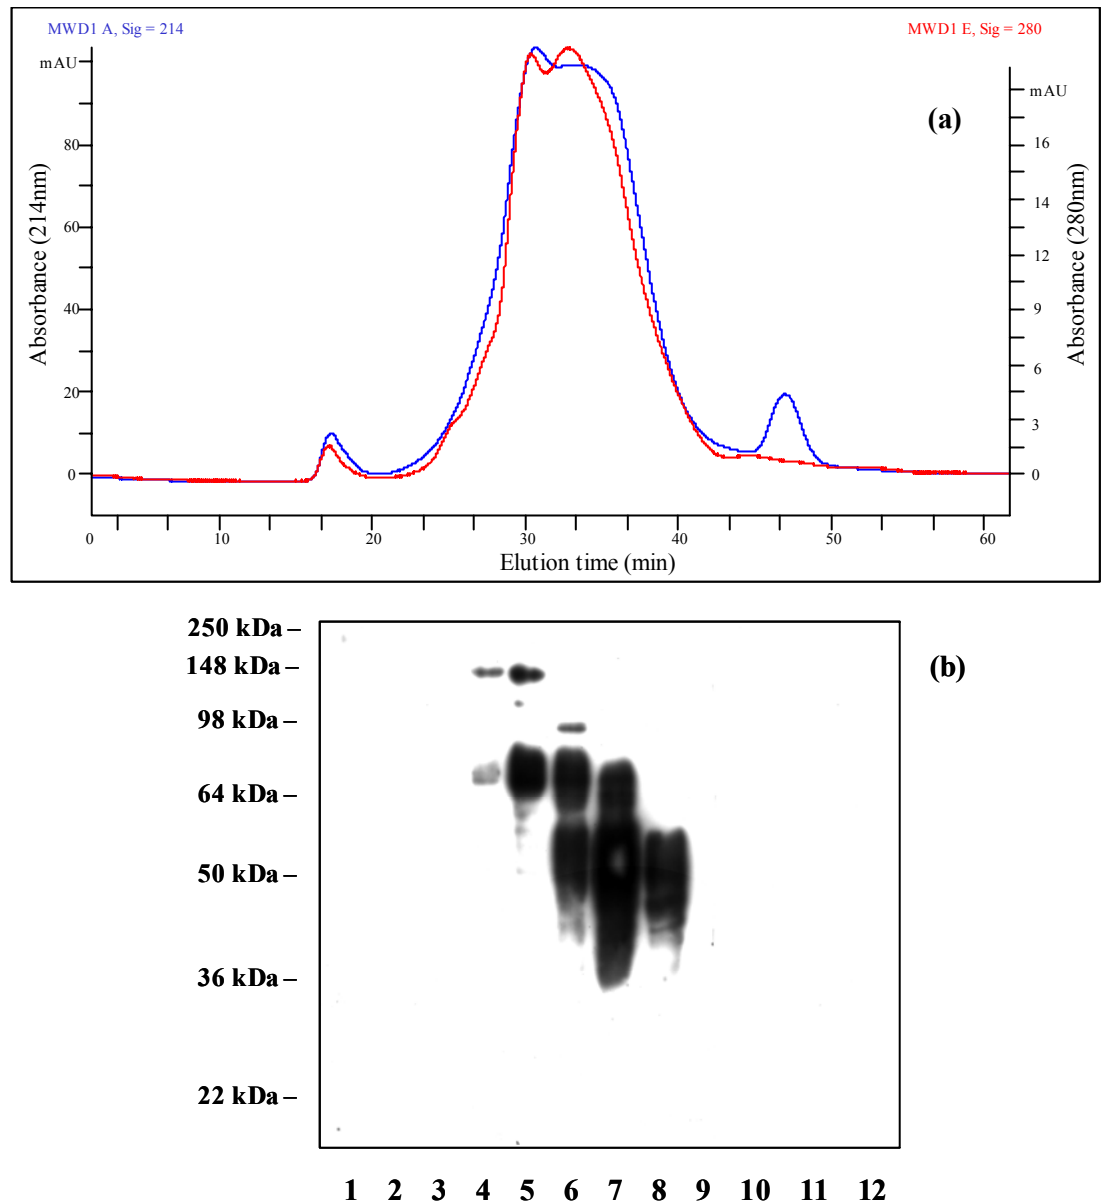 MWD1 A, Sig = 214
MWD1 E, Sig = 280
mAU
80
60
40
20
0
Absorbance (214nm)
mAU
16
14
12
9
6
3
0
Absorbance (280nm)
(a)
0 10 20 30 40 50 60
Elution time (min)
250 kDa –
148 kDa –
98 kDa –
64 kDa –
50 kDa –
36 kDa –
22 kDa –
(b)
1 2 3 4 5 6 7 8 9 10 11 12